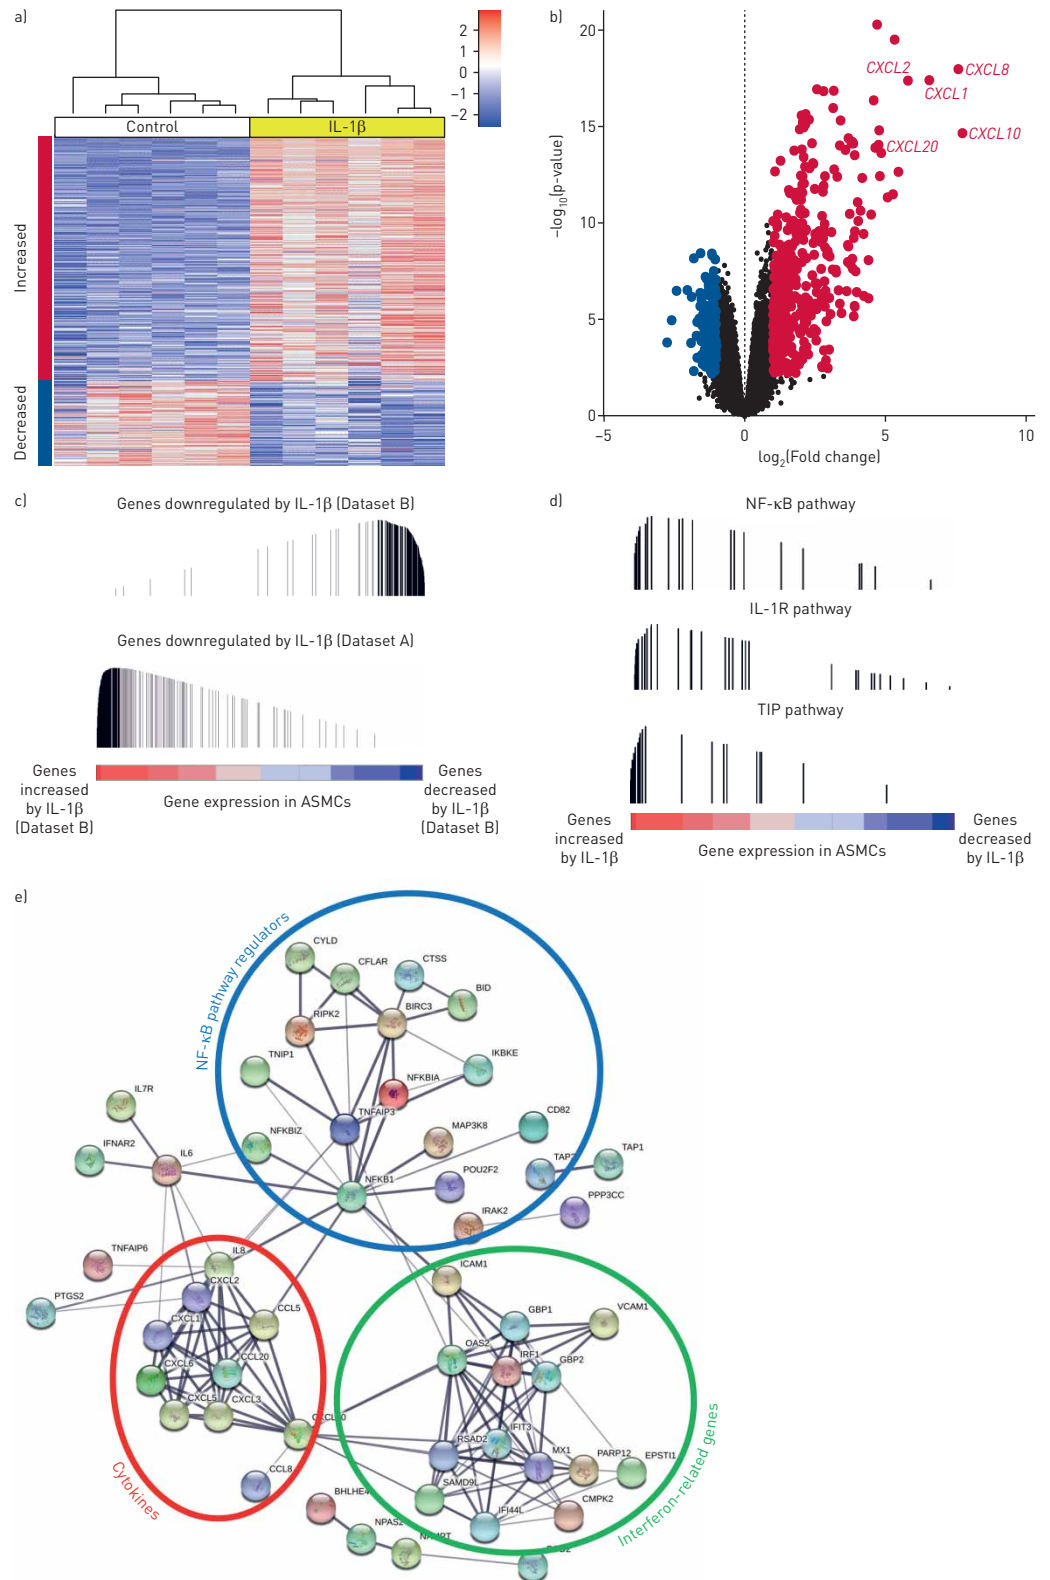 a)
2
1
0
−1
−2
Control
IL-1β
Increased
Decreased
b)
20
15
10
5
0
−log10(p-value)
−5
0
5
10
log2(Fold change)
CXCL2
CXCL8
CXCL1
CXCL20
CXCL10
c)
Genes downregulated by IL-1β (Dataset B)
Genes downregulated by IL-1β (Dataset A)
Genes
increased
by IL-1β
(Dataset B)
Gene expression in ASMCs
Genes
decreased
by IL-1β
(Dataset B)
d)
NF-κB pathway
IL-1R pathway
TIP pathway
Genes
increased
by IL-1β
Gene expression in ASMCs
Genes
decreased
by IL-1β
e)
NF-κB pathway regulators
CYLD
CFLAR
CTSS
BID
RIPK2
BIRC3
TNIP1
IKBKE
NFKBIA
TNFAIP3
IL7R
CD82
MAP3K8
NFKBIZ
IFNAR2
IL6
TAP2
TAP1
POU2F2
NFKB1
PPP3CC
IRAK2
TNFAIP6
IL8
ICAM1
PTGS2
CXCL2
CCL5
GBP1
VCAM1
CXCL1
OAS2
IRF1
GBP2
CXCL6
CCL20
CXCL5
CXCL3
CXCL10
RSAD2
IFIT3
MX1
PARP12
EPSTI1
CCL8
SAMD9L
CMPK2
IFI44L
BHLHE4
NPAS2
NAMPT
Cytokines
Interferon-related genes